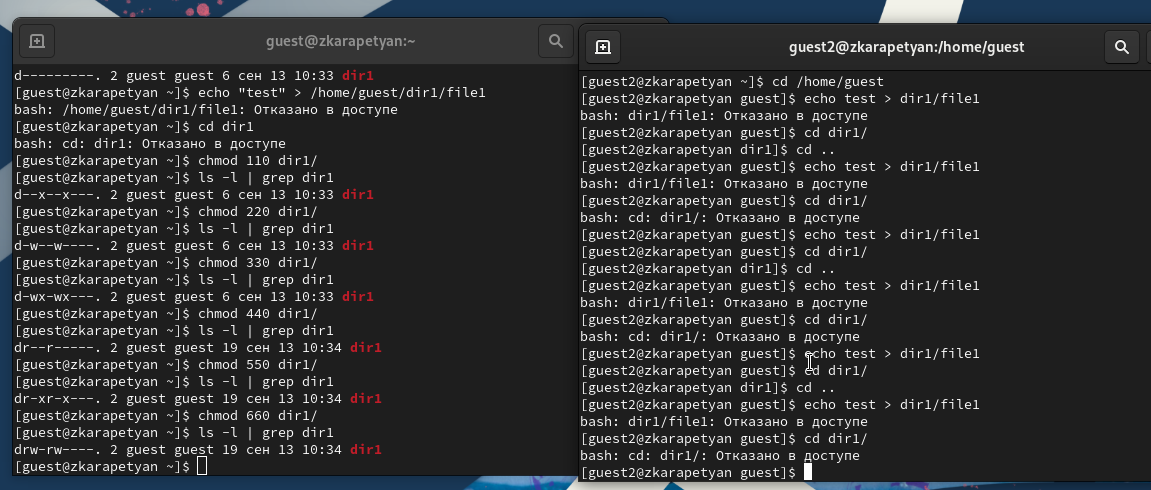 guest@zkarapetyan:~
d---------. 2 guest guest 6 сен 13 10:33 dir1
[guest@zkarapetyan ~]$ echo "test" > /home/guest/dir1/file1
bash: /home/guest/dir1/file1: Отказано в доступе
[guest@zkarapetyan ~]$ cd dir1
bash: cd: dir1: Отказано в доступе
[guest@zkarapetyan ~]$ chmod 110 dir1/
[guest@zkarapetyan ~]$ ls -l | grep dir1
d--x--x---. 2 guest guest 6 сен 13 10:33 dir1
[guest@zkarapetyan ~]$ chmod 220 dir1/
[guest@zkarapetyan ~]$ ls -l | grep dir1
d-w--w----. 2 guest guest 6 сен 13 10:33 dir1
[guest@zkarapetyan ~]$ chmod 330 dir1/
[guest@zkarapetyan ~]$ ls -l | grep dir1
d-wx-wx---. 2 guest guest 6 сен 13 10:33 dir1
[guest@zkarapetyan ~]$ chmod 440 dir1/
[guest@zkarapetyan ~]$ ls -l | grep dir1
dr--r-----. 2 guest guest 19 сен 13 10:34 dir1
[guest@zkarapetyan ~]$ chmod 550 dir1/
[guest@zkarapetyan ~]$ ls -l | grep dir1
dr-xr-x---. 2 guest guest 19 сен 13 10:34 dir1
[guest@zkarapetyan ~]$ chmod 660 dir1/
[guest@zkarapetyan ~]$ ls -l | grep dir1
drw-rw----. 2 guest guest 19 сен 13 10:34 dir1
[guest@zkarapetyan ~]$
guest2@zkarapetyan:/home/guest
[guest2@zkarapetyan ~]$ cd /home/guest
[guest2@zkarapetyan guest]$ echo test > dir1/file1
bash: dir1/file1: Отказано в доступе
[guest2@zkarapetyan guest]$ cd dir1/
[guest2@zkarapetyan dir1]$ cd ..
[guest2@zkarapetyan guest]$ echo test > dir1/file1
bash: dir1/file1: Отказано в доступе
[guest2@zkarapetyan guest]$ cd dir1/
bash: cd: dir1/: Отказано в доступе
[guest2@zkarapetyan guest]$ echo test > dir1/file1
[guest2@zkarapetyan guest]$ cd dir1/
[guest2@zkarapetyan dir1]$ cd ..
[guest2@zkarapetyan guest]$ echo test > dir1/file1
bash: dir1/file1: Отказано в доступе
[guest2@zkarapetyan guest]$ cd dir1/
bash: cd: dir1/: Отказано в доступе
[guest2@zkarapetyan guest]$ echo test > dir1/file1
[guest2@zkarapetyan guest]$ cd dir1/
[guest2@zkarapetyan dir1]$ cd ..
[guest2@zkarapetyan guest]$ echo test > dir1/file1
bash: dir1/file1: Отказано в доступе
[guest2@zkarapetyan guest]$ cd dir1/
bash: cd: dir1/: Отказано в доступе
[guest2@zkarapetyan guest]$